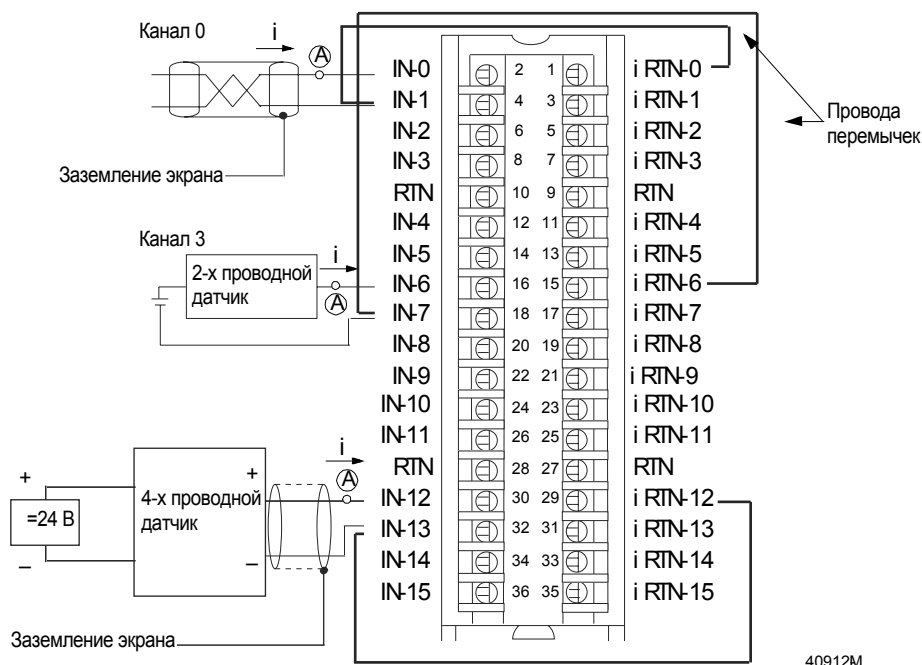 Канал 0
i
A
IN-0 2 1 i RTN-0
IN-1 4 3 i RTN-1
Провода
перемычек
IN-2 6 5 i RTN-2
IN-3 8 7 i RTN-3
Заземление экрана
RTN 10 9 RTN
IN-4 12 11 i RTN-4
Канал 3
i
IN-5 14 13 i RTN-5
2-х проводной
датчик
A
IN-6 16 15 i RTN-6
IN-7 18 17 i RTN-7
IN-8 20 19 i RTN-8
IN-9 22 21 i RTN-9
IN-10 24 23 i RTN-10
IN-11 26 25 i RTN-11
i
A
RTN 28 27 RTN
+
=24 В
–
+
4-х проводной
датчик
–
IN-12 30 29 i RTN-12
IN-13 32 31 i RTN-13
IN-14 34 33 i RTN-14
IN-15 36 35 i RTN-15
Заземление экрана
40912M